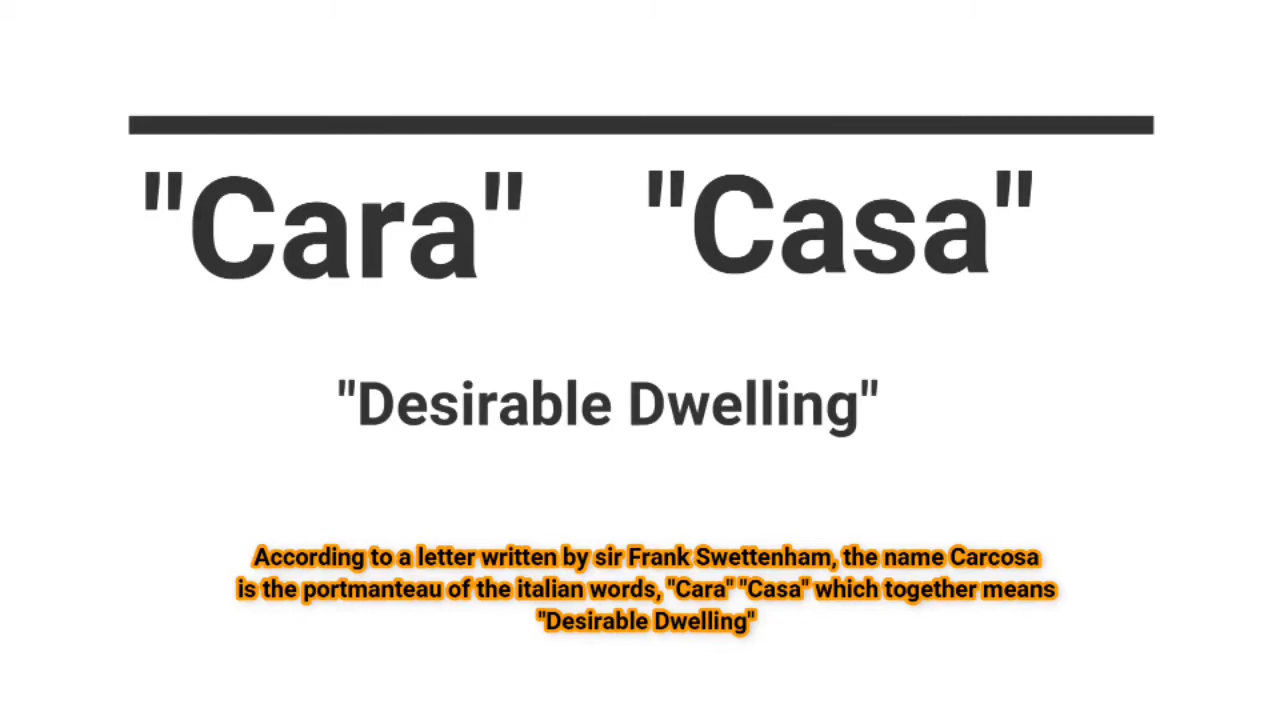 "Cara" "Casa"
"Desirable Dwelling"
According to a letter written by sir Frank Swettenham, the name Carcosa
is the portmanteau of the italian words, "Cara" "Casa" which together means
"Desirable Dwelling"